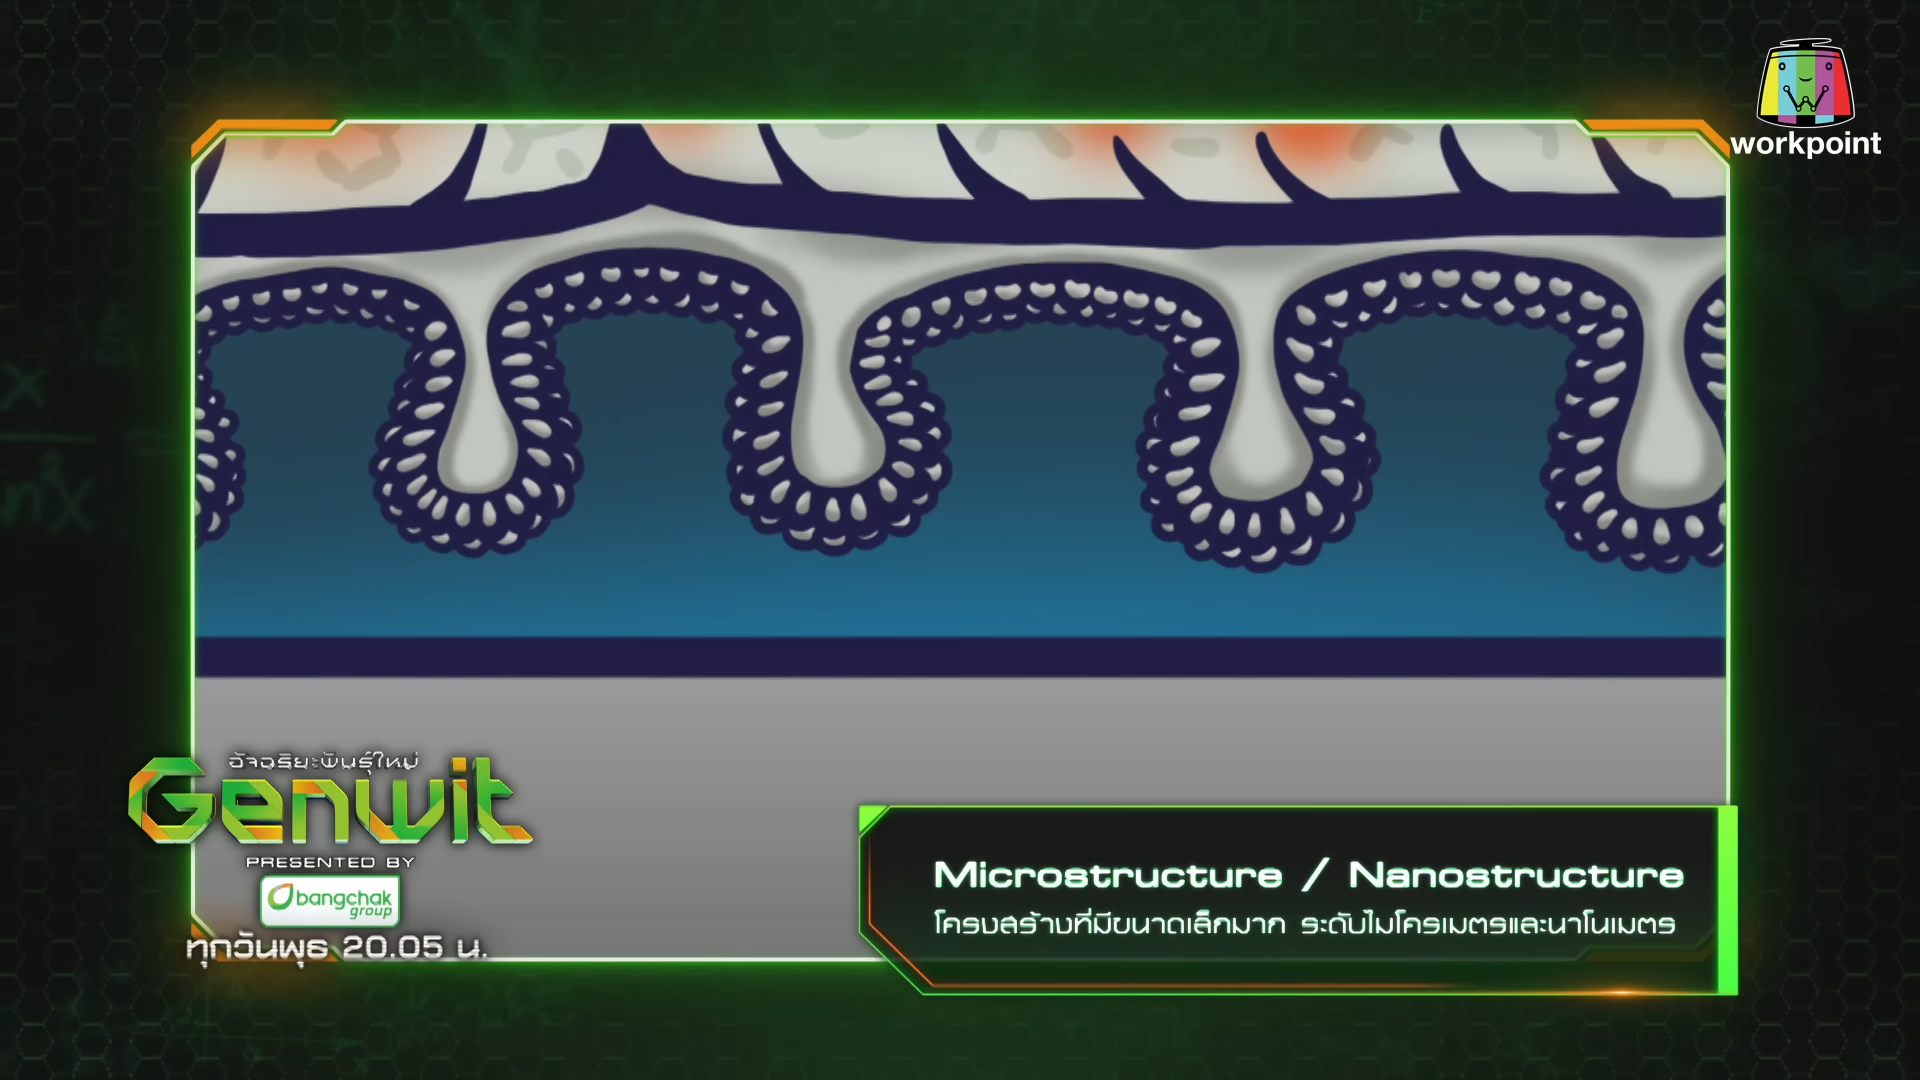 workpoint
อัจฉริยะพันธุ์ใหม่
Genwit
PRESENTED BY
bangchak
group
ทุกวันพุธ 20.05 น.
Microstructure / Nanostructure
โครงสร้างที่มีขนาดเล็กมาก ระดับไมโครเมตรและนาโนเมตร
x
n²x